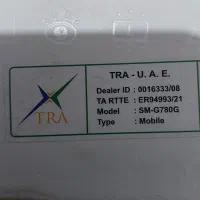 TRA - U. A. E.
Dealer ID : 0016333/08
TA RTTE : ER94993/21
Model : SM-G780G
Type : Mobile
TRA